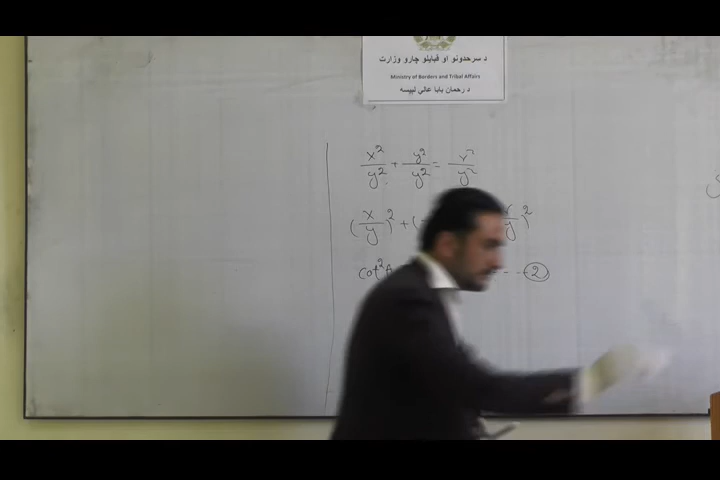 د سرحدونو او قبایلو چارو وزارت
Ministry of Borders and Tribal Affairs
د رحمان بابا عالي لیسه
x²/y² + y²/y² = r²/y²
(x/y)² + ( r/y)²
cot²A - - 2